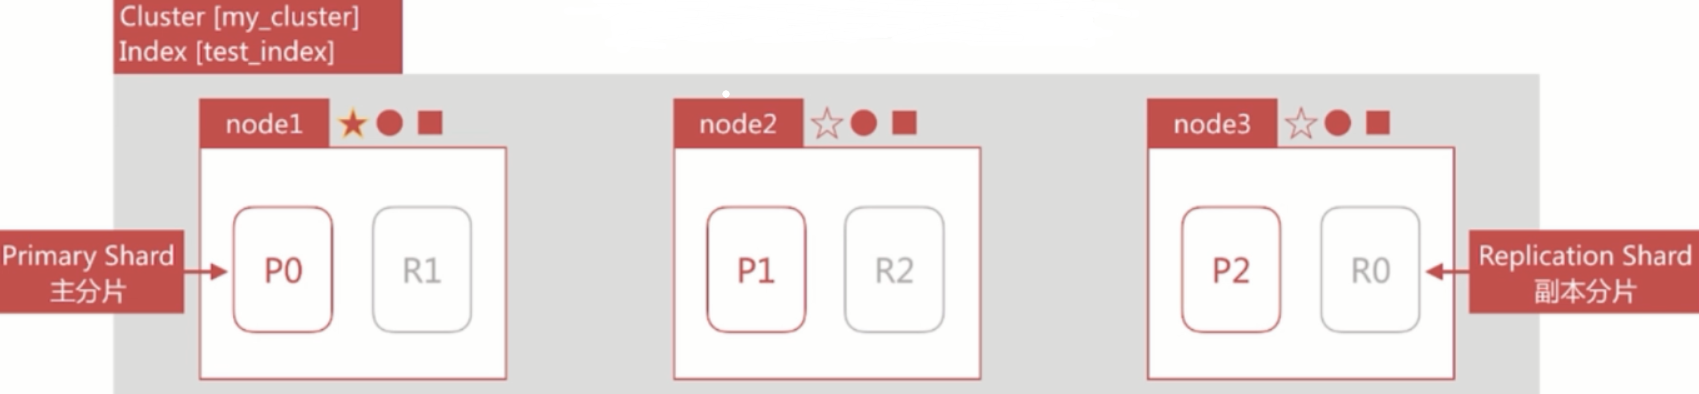 Cluster [my_cluster]
Index [test_index]
node1
node2
node3
Primary Shard
主分片
P0
R1
P1
R2
P2
R0
Replication Shard
副本分片